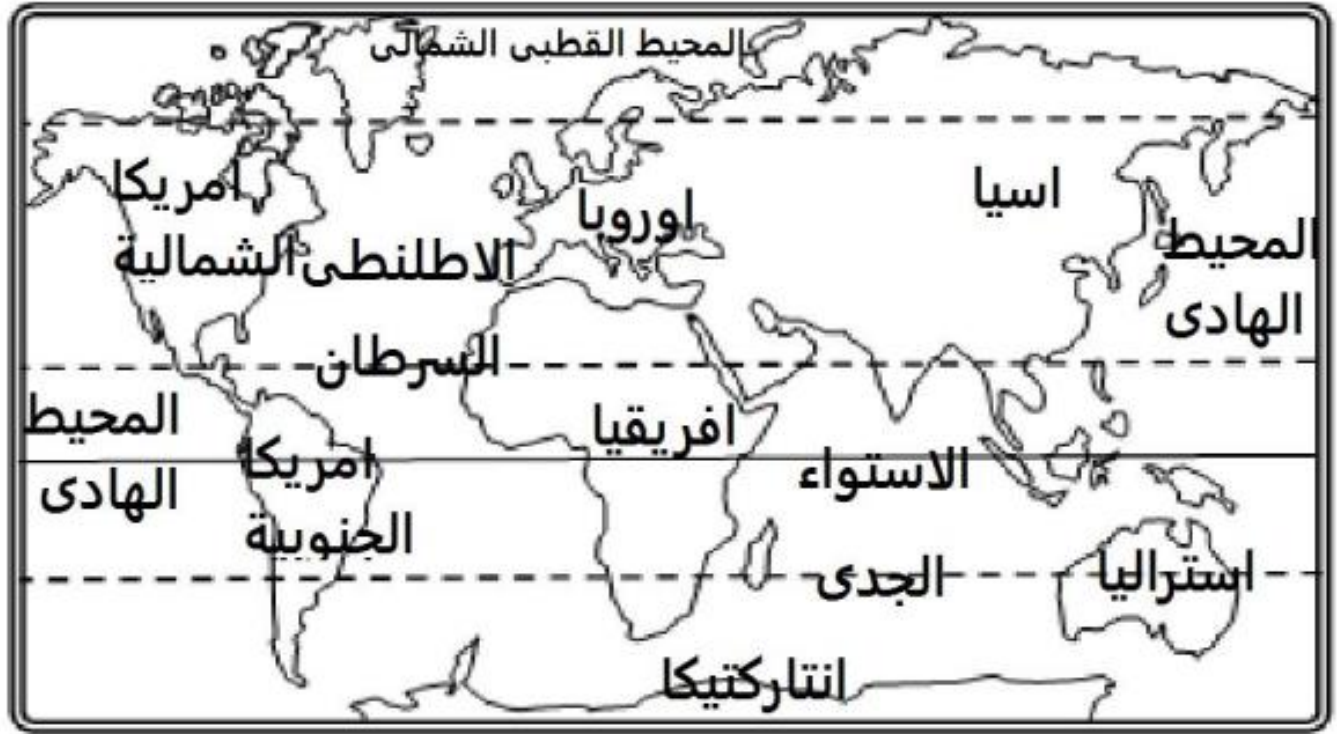 المحيط القطبى الشمالى
امريكا
الشمالية
الاطلنطى
اوروبا
اسيا
المحيط
الهادى
السرطان
المحيط
الهادى
امريكا
الجنوبية
افريقيا
الاستواء
الجدى
استراليا
انتاركتيكا